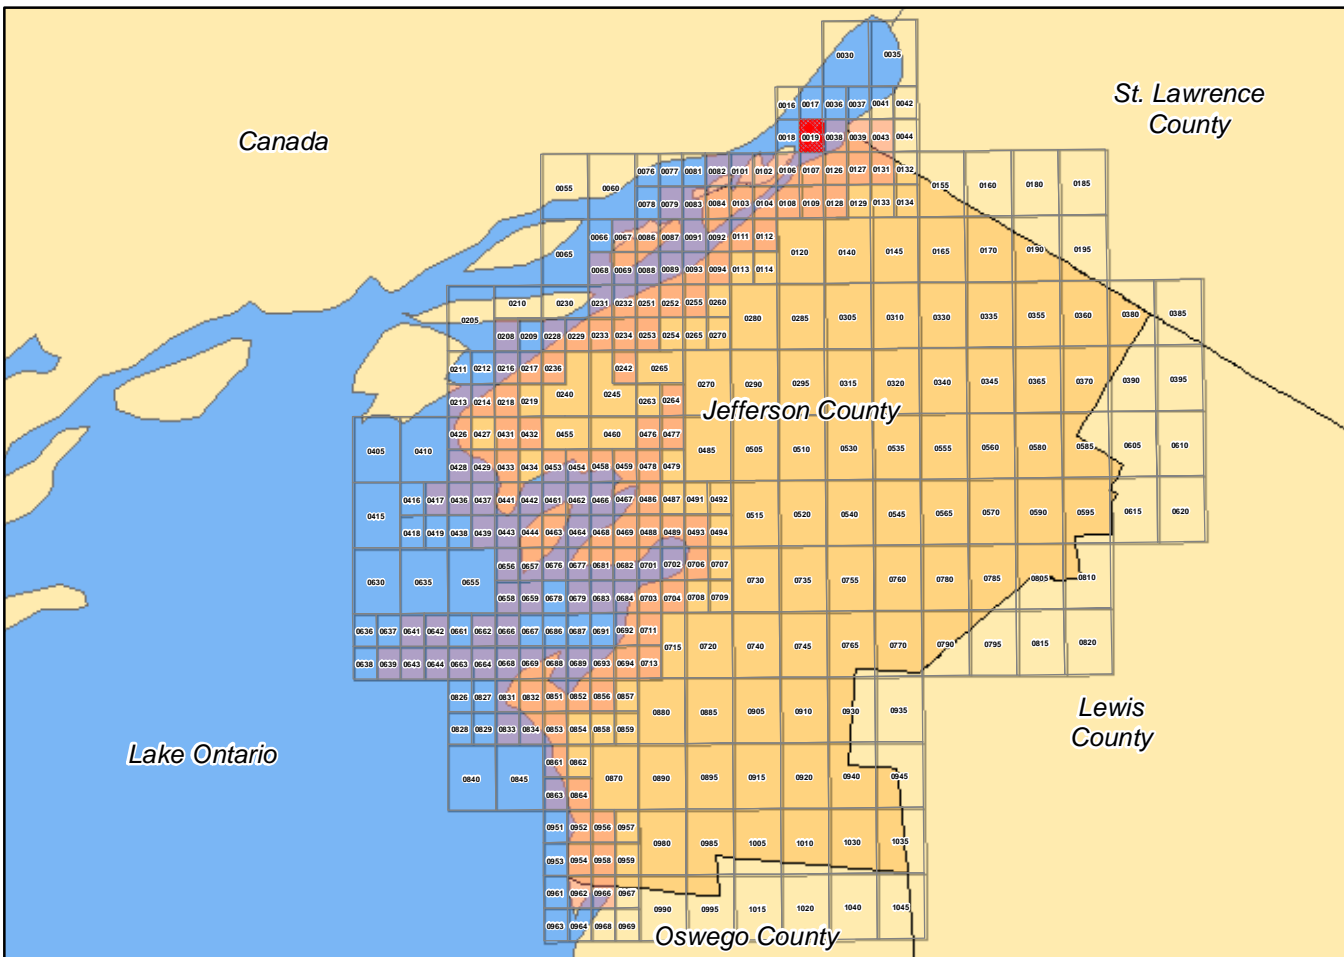 0030 0035
St. Lawrence
County
0016 0017 0036 0037 0041 0042
Canada
0018 0019 0038 0039 0043 0044
0076 0077 0081 0082 0101 0102 0106 0107 0126 0127 0131 0132
0055 0060 0155 0160 0180 0185
0078 0079 0083 0084 0103 0104 0108 0109 0128 0129 0133 0134
0066 0067 0086 0087 0091 0092 0111 0112
0065 0120 0140 0145 0165 0170 0190 0195
0068 0069 0088 0089 0093 0094 0113 0114
0210 0230 0231 0232 0251 0252 0255 0260
0205 0280 0285 0305 0310 0330 0335 0355 0360 0380 0385
0208 0209 0228 0229 0233 0234 0253 0254 0265 0270
0211 0212 0216 0217 0236 0242 0265
0270 0290 0295 0315 0320 0340 0345 0365 0370 0390 0395
0213 0214 0218 0219 0240 0245 0263 0264
Jefferson County
0426 0427 0431 0432 0455 0460 0476 0477
0405 0410 0485 0505 0510 0530 0535 0555 0560 0580 0585 0605 0610
0428 0429 0433 0434 0453 0454 0458 0459 0478 0479
0416 0417 0436 0437 0441 0442 0461 0462 0466 0467 0486 0487 0491 0492
0415 0515 0520 0540 0545 0565 0570 0590 0595 0615 0620
0418 0419 0438 0439 0443 0444 0463 0464 0468 0469 0488 0489 0493 0494
0656 0657 0676 0677 0681 0682 0701 0702 0706 0707
0630 0635 0655 0730 0735 0755 0760 0780 0785 0805 0810
0658 0659 0678 0679 0683 0684 0703 0704 0708 0709
0636 0637 0641 0642 0661 0662 0666 0667 0686 0687 0691 0692 0711
0715 0720 0740 0745 0765 0770 0790 0795 0815 0820
0638 0639 0643 0644 0663 0664 0668 0669 0688 0689 0693 0694 0713
0826 0827 0831 0832 0851 0852 0856 0857
0880 0885 0905 0910 0930 0935
Lewis
County
0828 0829 0833 0834 0853 0854 0858 0859
Lake Ontario
0861 0862
0840 0845 0870 0890 0895 0915 0920 0940 0945
0863 0864
0951 0952 0956 0957
0980 0985 1005 1010 1030 1035
0953 0954 0958 0959
0961 0962 0966 0967
0990 0995 1015 1020 1040 1045
0963 0964 0968 0969
Oswego County